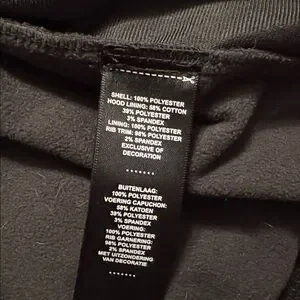 SHELL: 100% POLYESTER
HOOD LINING: 58% COTTON
39% POLYESTER
3% SPANDEX
LINING: 100% POLYESTER
RIB TRIM: 98% POLYESTER
2% SPANDEX
EXCLUSIVE OF
DECORATION
BUITENLAAG:
100% POLYESTER
VOERING CAPUCHON:
58% KATOEN
39% POLYESTER
3% SPANDEX
VOERING:
100% POLYESTER
RIB GARNERING:
98% POLYESTER
2% SPANDEX
MET UITZONDERING
VAN DECORATIE: